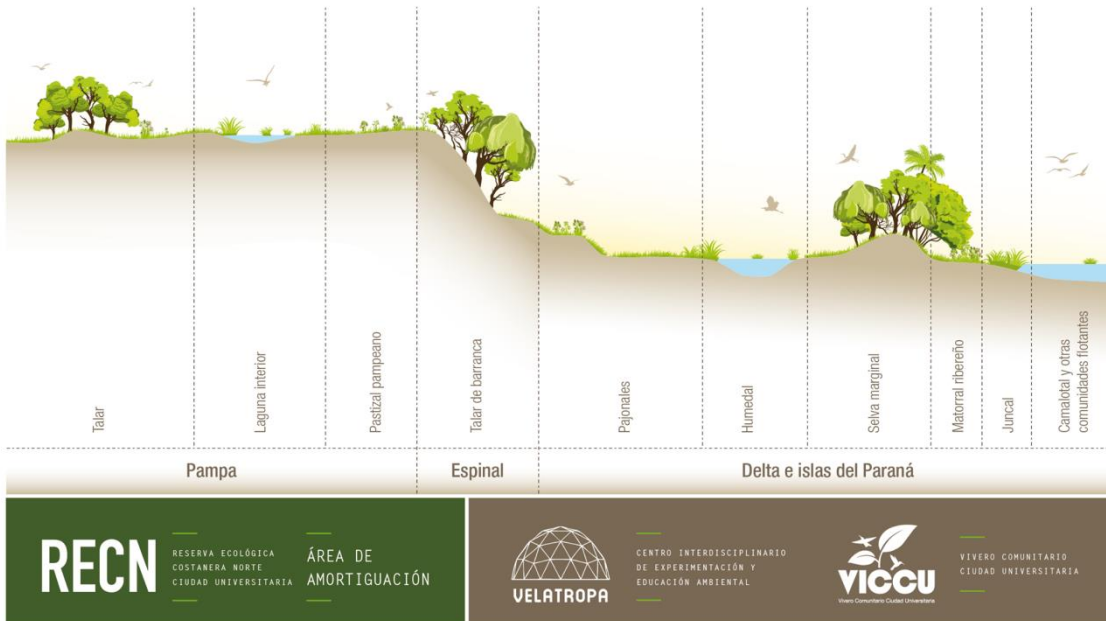 Talar
Laguna interior
Pastizal pampeano
Talar de barranca
Pajonales
Humedal
Selva marginal
Matorral ribereño
Juncal
Camalotal y otras
comunidades flotantes
Pampa
Espinal
Delta e islas del Paraná
RECN
RESERVA ECOLÓGICA
COSTANERA NORTE
CIUDAD UNIVERSITARIA
ÁREA DE
AMORTIGUACIÓN
VELATROPA
CENTRO INTERDISCIPLINARIO
DE EXPERIMENTACIÓN Y
EDUCACIÓN AMBIENTAL
VICCU
Vivero Comunitario Ciudad Universitaria
VIVERO COMUNITARIO
CIUDAD UNIVERSITARIA